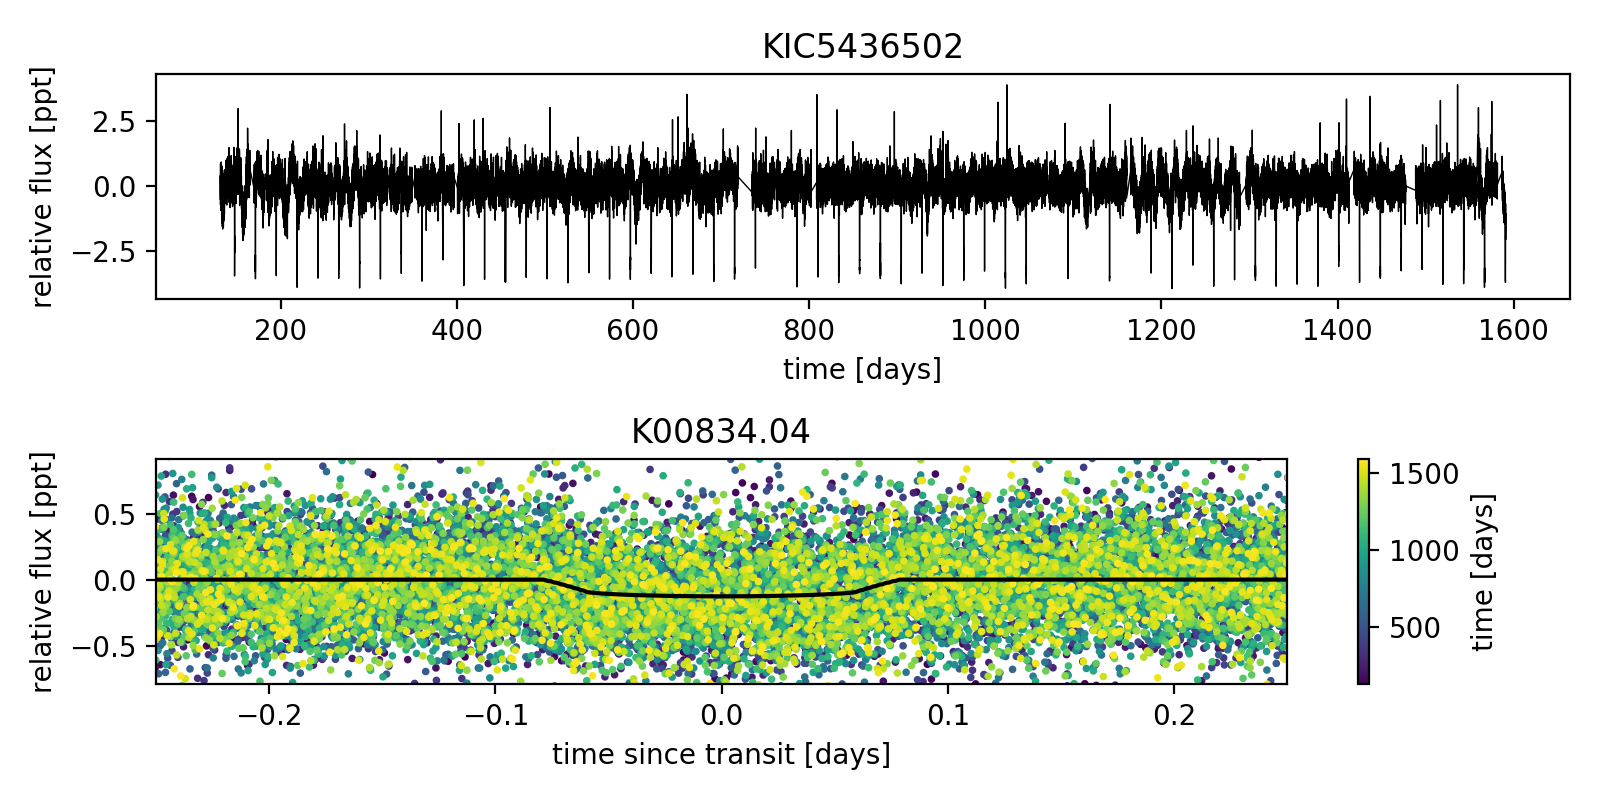 KIC5436502
relative flux [ppt]
2.5
0.0
−2.5
200 400 600 800 1000 1200 1400 1600
time [days]
K00834.04
relative flux [ppt]
0.5
0.0
−0.5
−0.2 −0.1 0.0 0.1 0.2
time since transit [days]
1500
1000
500
time [days]